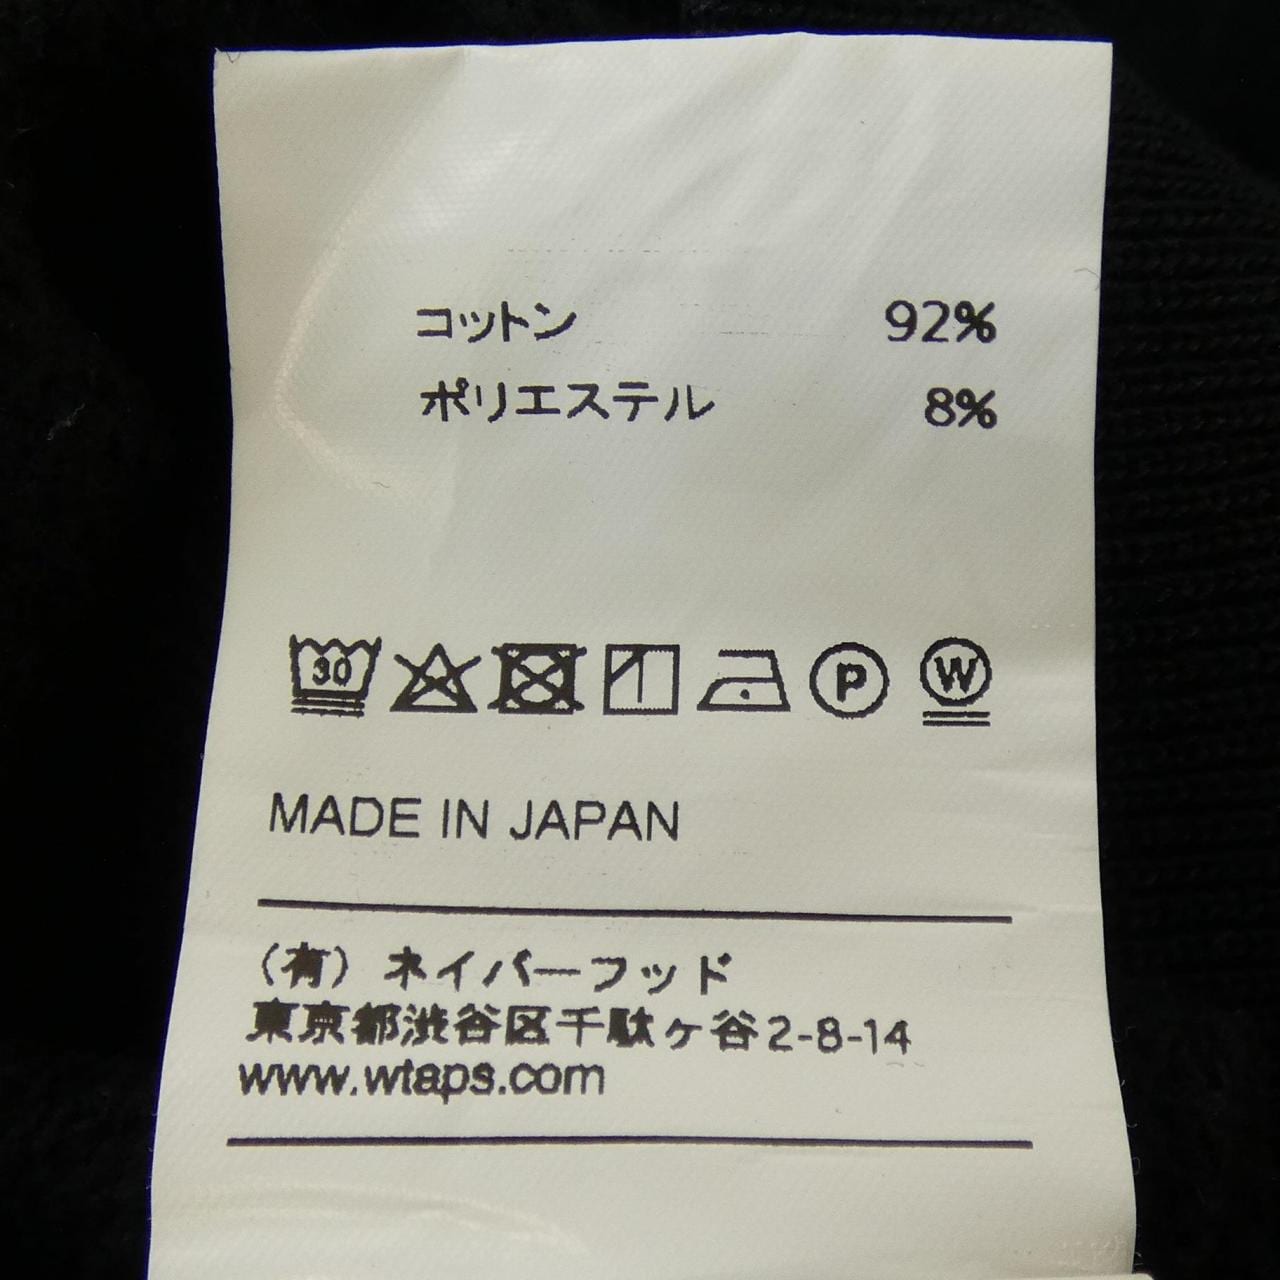 コットン 92%
ポリエステル 8%
30 P W
MADE IN JAPAN
(有) ネイバーフッド
東京都渋谷区千駄ヶ谷2-8-14
www.wtaps.com